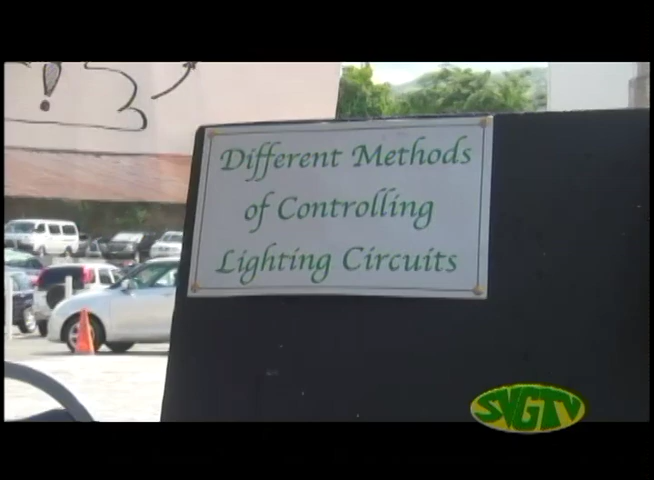 Different Methods
of Controlling
Lighting Circuits
SVGTV